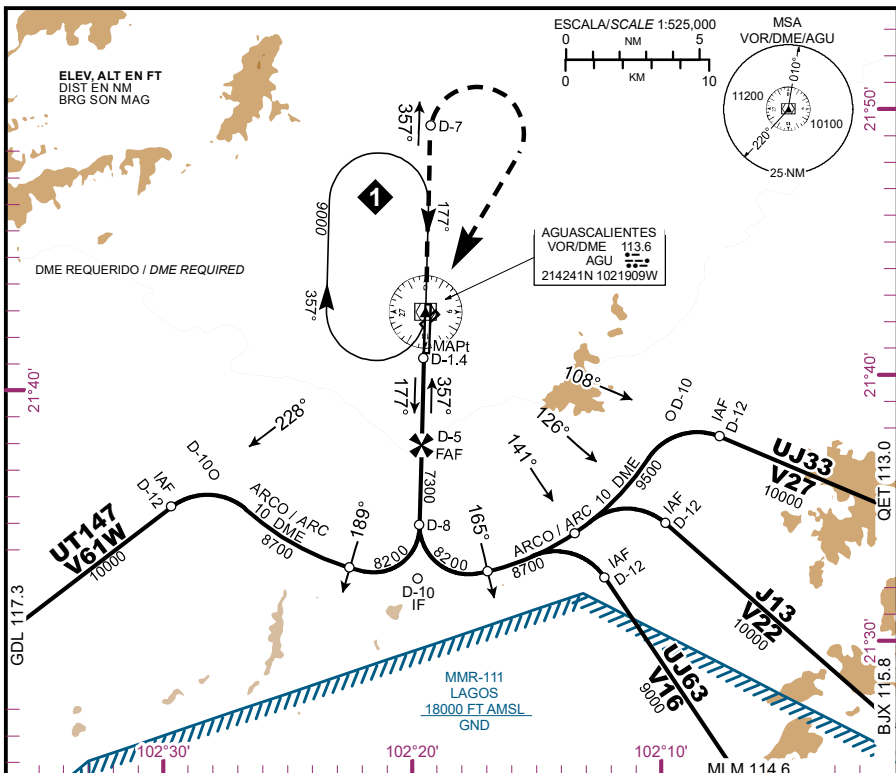 ESCALA/SCALE 1:525,000
0 NM 5
0 KM 10
MSA
VOR/DME/AGU
010°
11200
10100
220°
25 NM
21°50'
ELEV, ALT EN FT
DIST EN NM
BRG SON MAG
357°
D-7
1
9000
177°
357°
AGUASCALIENTES
VOR/DME 113.6
AGU
214241N 1021909W
DME REQUERIDO / DME REQUIRED
0
9
27
MAPt
D-1.4
21°40'
21°40'
177°
357°
108°
D-10
IAF
D-12
228°
126°
D-5
FAF
141°
D-10
IAF
D-12
7300
9500
UJ33
V27
10000
QET 113.0
ARCO / ARC
10 DME
8700
189°
D-8
165°
ARCO / ARC 10 DME
8700
IAF
D-12
UT147
V61W
10000
8200
8200
D-10
IF
IAF
D-12
J13
V22
10000
GDL 117.3
21°30'
UJ63
V16
9000
BJX 115.8
MMR-111
LAGOS
18000 FT AMSL
GND
102°30'
102°20'
102°10'
MLM 114.6